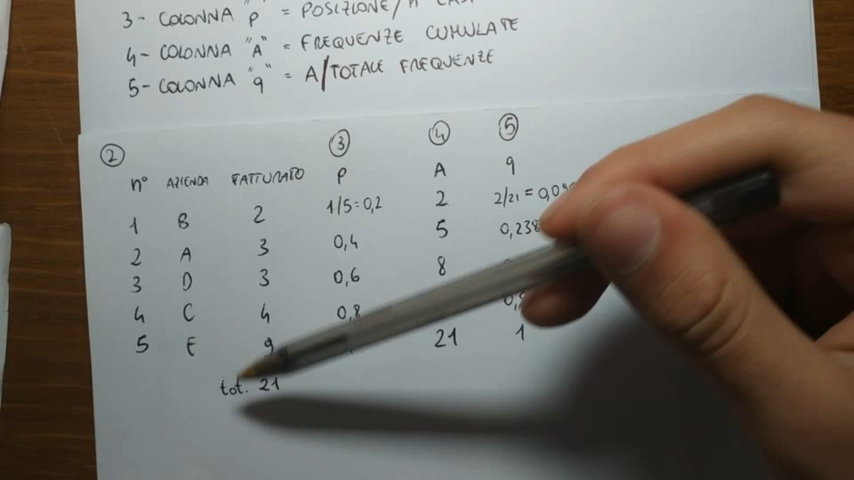 3- COLONNA "P" = POSIZIONE/N°
4- COLONNA "A" = FREQUENZE CUMULATE
5- COLONNA "q" = A/TOTALE FREQUENZE
② ③ ④ ⑤
n° AZIENDA FATTURATO P A q
1 B 2 1/5=0,2 2 2/21=0,09
2 A 3 0,4 5 0,238
3 D 3 0,6 8
4 C 4 0,8
5 E 9 21 1
tot. 21